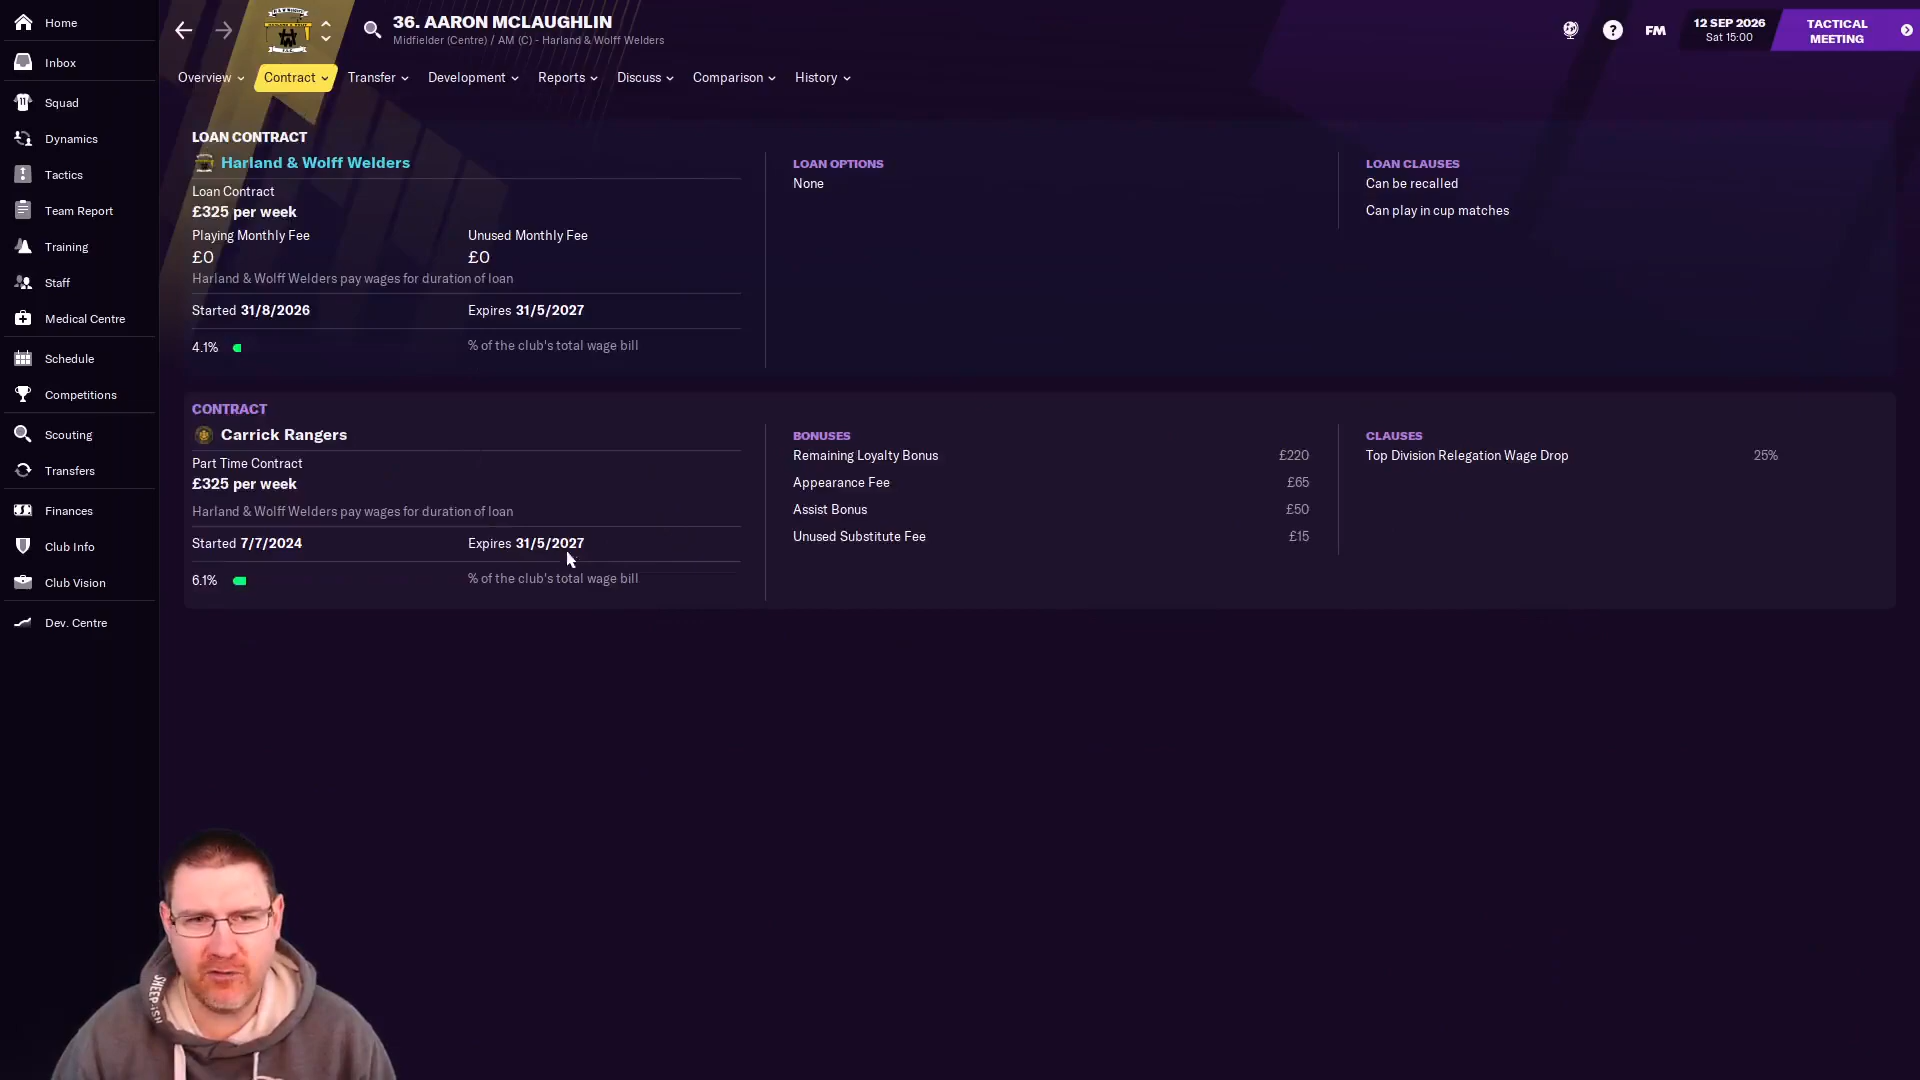 Home
Inbox
Squad
Dynamics
Tactics
Team Report
Training
Staff
Medical Centre
Schedule
Competitions
Scouting
Transfers
Finances
Club Info
Club Vision
Dev. Centre
36. AARON MCLAUGHLIN
Midfielder (Centre) / AM (C) - Harland & Wolff Welders
FM
12 SEP 2026
Sat 15:00
TACTICAL
MEETING
Overview Contract Transfer Development Reports Discuss Comparison History
LOAN CONTRACT
Harland & Wolff Welders
Loan Contract
£325 per week
Playing Monthly Fee Unused Monthly Fee
£0 £0
Harland & Wolff Welders pay wages for duration of loan
Started 31/8/2026 Expires 31/5/2027
4.1% % of the club's total wage bill
LOAN OPTIONS
None
LOAN CLAUSES
Can be recalled
Can play in cup matches
CONTRACT
Carrick Rangers
Part Time Contract
£325 per week
Harland & Wolff Welders pay wages for duration of loan
Started 7/7/2024 Expires 31/5/2027
6.1% % of the club's total wage bill
BONUSES
Remaining Loyalty Bonus £220
Appearance Fee £65
Assist Bonus £50
Unused Substitute Fee £15
CLAUSES
Top Division Relegation Wage Drop 25%